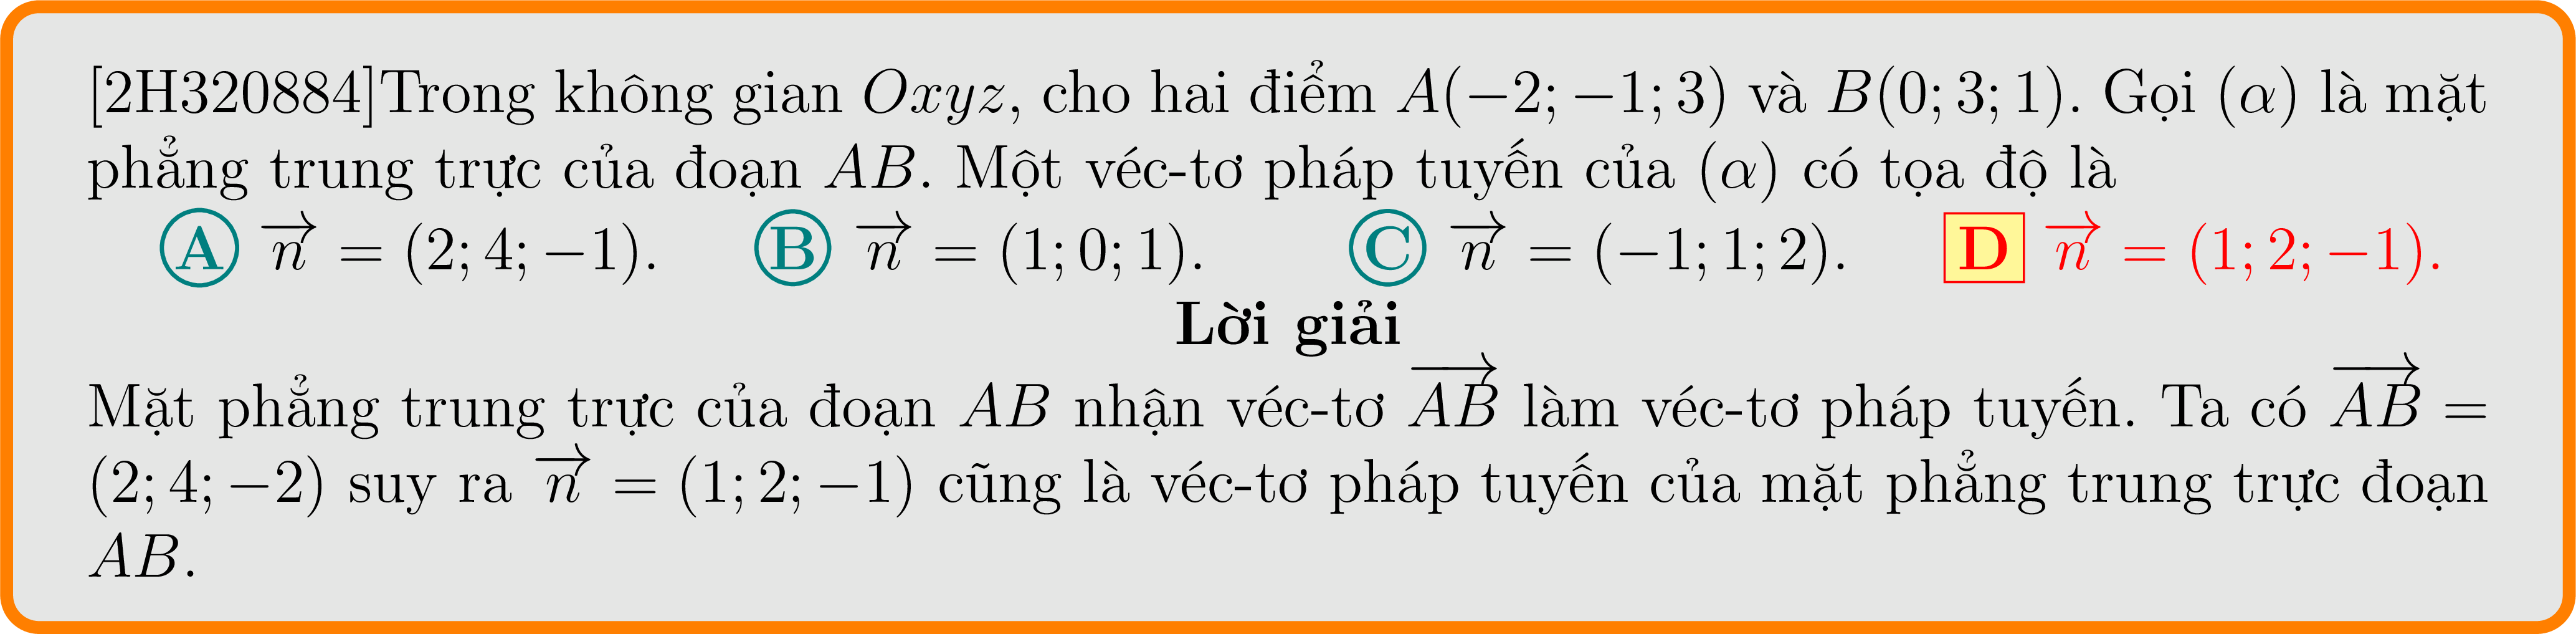 [2H320884]Trong không gian Oxyz, cho hai điểm A(−2; −1; 3) và B(0; 3; 1). Gọi (α) là mặt
phẳng trung trực của đoạn AB. Một véc-tơ pháp tuyến của (α) có tọa độ là
A $\overrightarrow{n}$ = (2; 4; −1). B $\overrightarrow{n}$ = (1; 0; 1). C $\overrightarrow{n}$ = (−1; 1; 2). D $\overrightarrow{n}$ = (1; 2; −1).
Lời giải
Mặt phẳng trung trực của đoạn AB nhận véc-tơ $\overrightarrow{AB}$ làm véc-tơ pháp tuyến. Ta có $\overrightarrow{AB}$ =
(2; 4; −2) suy ra $\overrightarrow{n}$ = (1; 2; −1) cũng là véc-tơ pháp tuyến của mặt phẳng trung trực đoạn
AB.